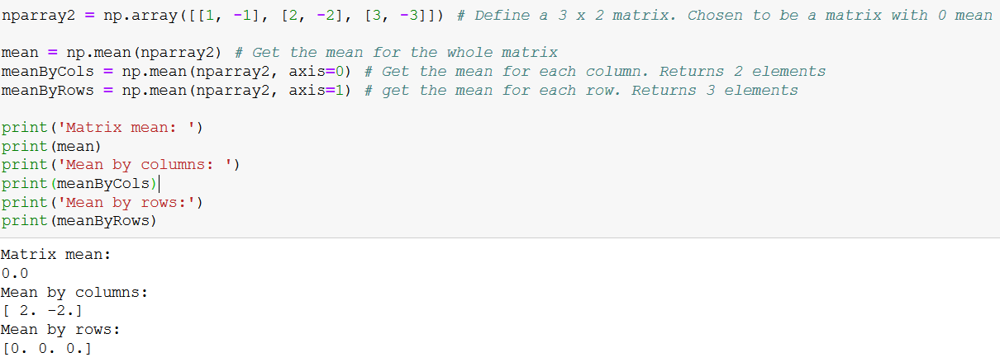 nparray2 = np.array([[1, -1], [2, -2], [3, -3]]) # Define a 3 x 2 matrix. Chosen to be a matrix with 0 mean
mean = np.mean(nparray2) # Get the mean for the whole matrix
meanByCols = np.mean(nparray2, axis=0) # Get the mean for each column. Returns 2 elements
meanByRows = np.mean(nparray2, axis=1) # get the mean for each row. Returns 3 elements
print('Matrix mean: ')
print(mean)
print('Mean by columns: ')
print(meanByCols)
print('Mean by rows:')
print(meanByRows)
Matrix mean:
0.0
Mean by columns:
[ 2. -2.]
Mean by rows:
[0. 0. 0.]